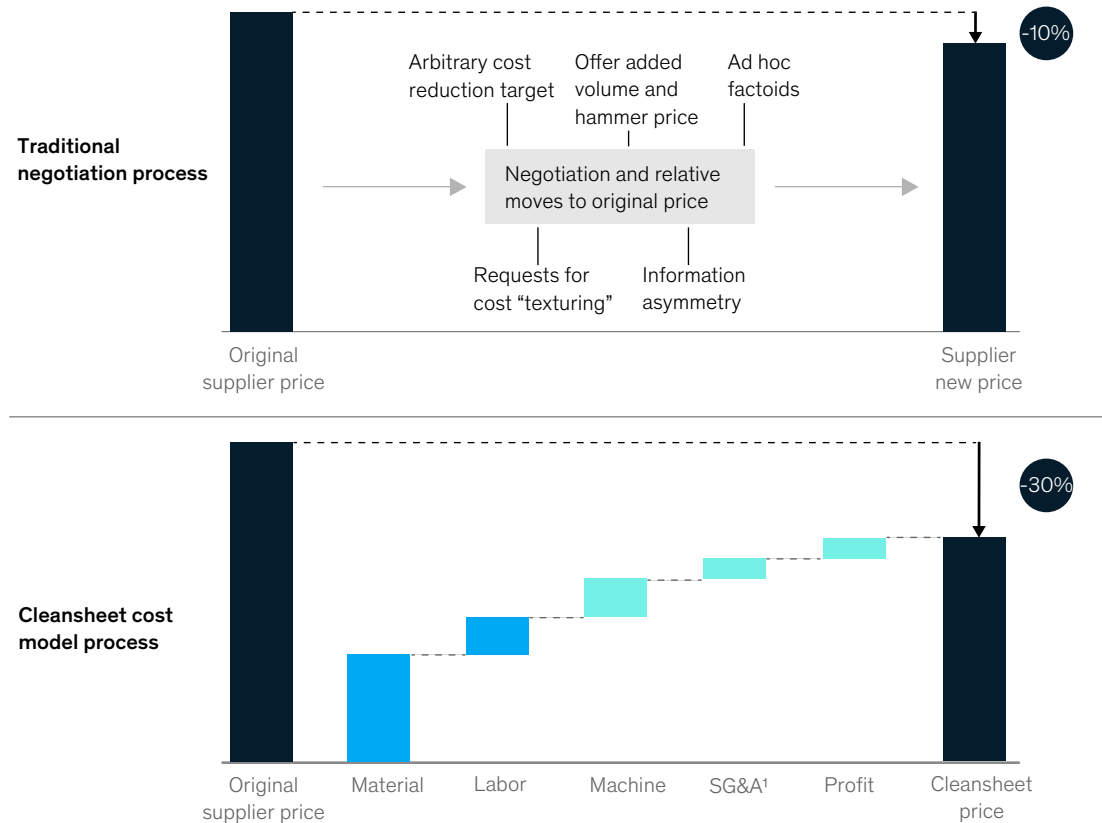 -10%
Arbitrary cost
reduction target
Offer added
volume and
hammer price
Ad hoc
factoids
Traditional
negotiation process
Negotiation and relative
moves to original price
Requests for
cost “texturing”
Information
asymmetry
Original
supplier price
Supplier
new price
-30%
Cleansheet cost
model process
Original
supplier price
Material
Labor
Machine
SG&A¹
Profit
Cleansheet
price